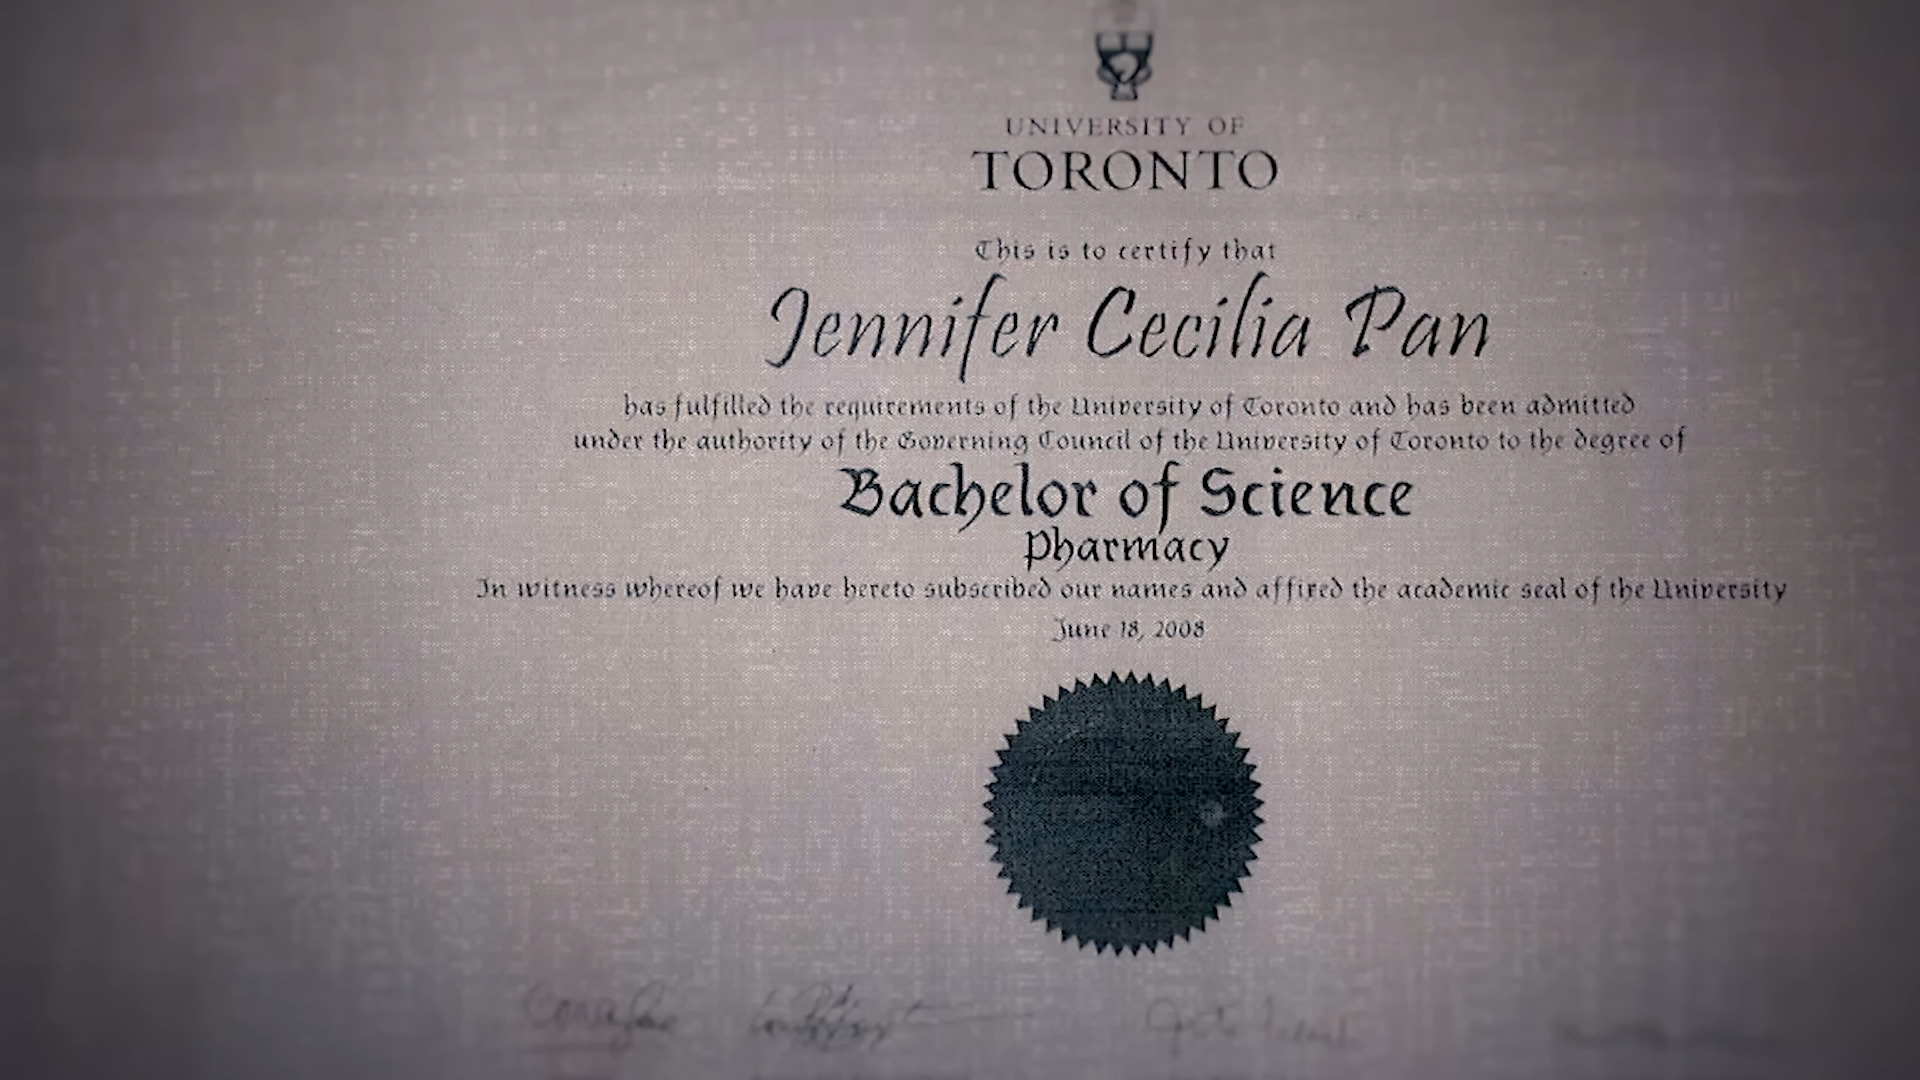 UNIVERSITY OF
TORONTO
This is to certify that
Jennifer Cecilia Pan
has fulfilled the requirements of the University of Toronto and has been admitted
under the authority of the Governing Council of the University of Toronto to the degree of
Bachelor of Science
Pharmacy
In witness whereof we have hereto subscribed our names and affixed the academic seal of the University
June 18, 2008